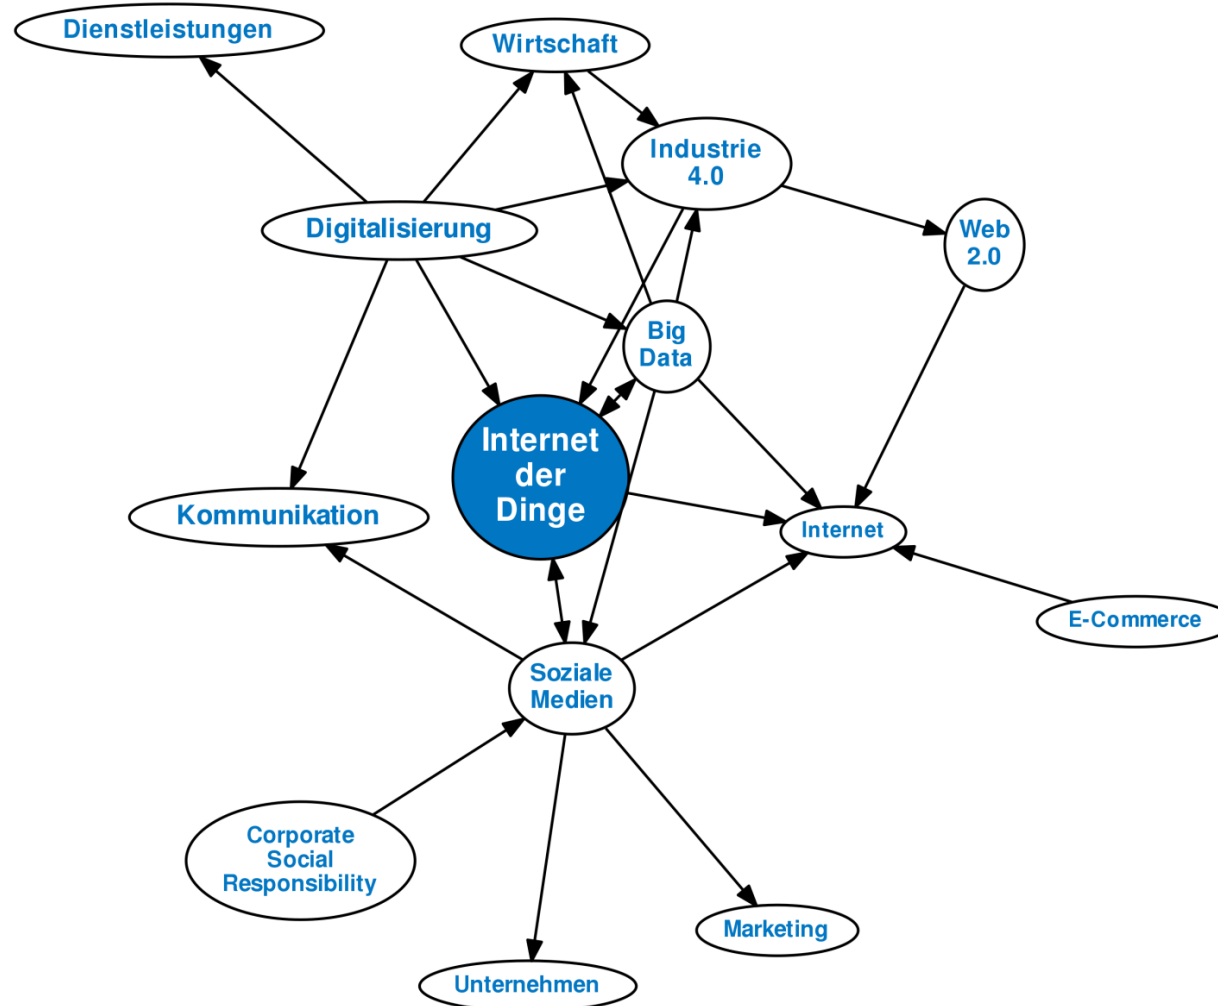 Dienstleistungen
Wirtschaft
Industrie
4.0
Digitalisierung
Web
2.0
Big
Data
Internet
der
Dinge
Kommunikation
Internet
E-Commerce
Soziale
Medien
Corporate
Social
Responsibility
Marketing
Unternehmen